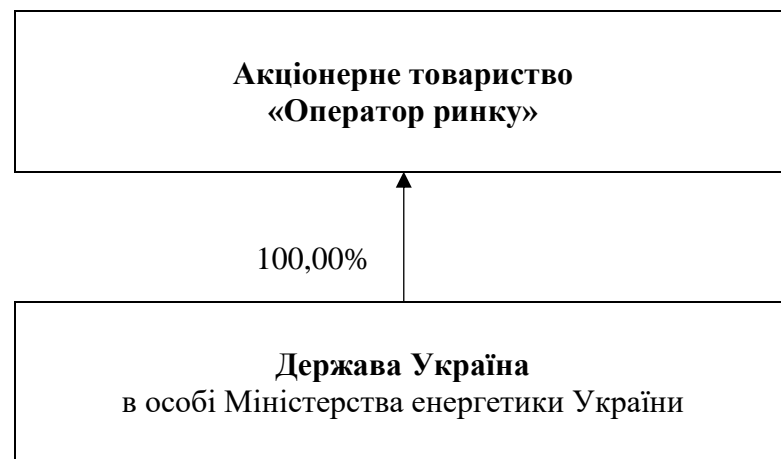 Акціонерне товариство
«Оператор ринку»
100,00%
Держава Україна
в особі Міністерства енергетики України